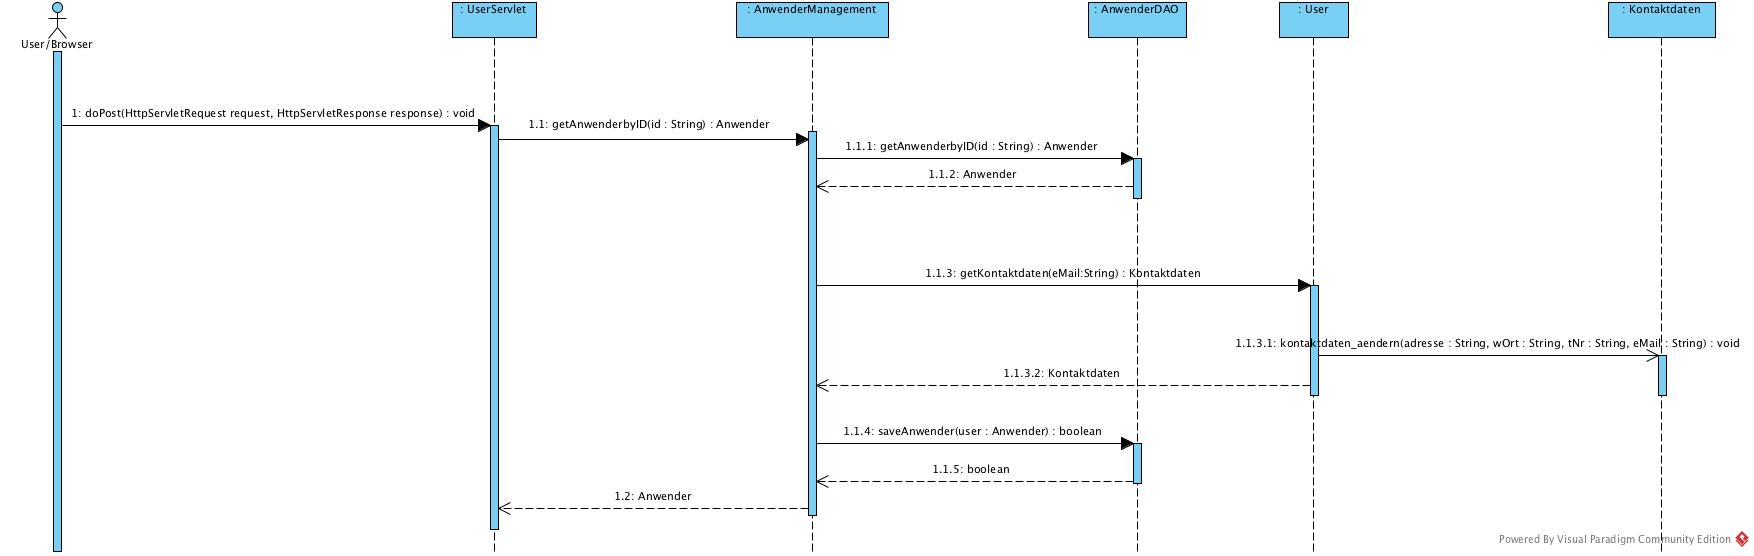 : UserServlet
: AnwenderManagement
: AnwenderDAO
: User
: Kontaktdaten
User/Browser
1: doPost(HttpServletRequest request, HttpServletResponse response) : void
1.1: getAnwenderbyID(id : String) : Anwender
1.1.1: getAnwenderbyID(id : String) : Anwender
1.1.2: Anwender
1.1.3: getKontaktdaten(eMail:String) : Kontaktdaten
1.1.3.1: kontaktdaten_aendern(adresse : String, wOrt : String, tNr : String, eMail : String) : void
1.1.3.2: Kontaktdaten
1.1.4: saveAnwender(user : Anwender) : boolean
1.1.5: boolean
1.2: Anwender
Powered By Visual Paradigm Community Edition